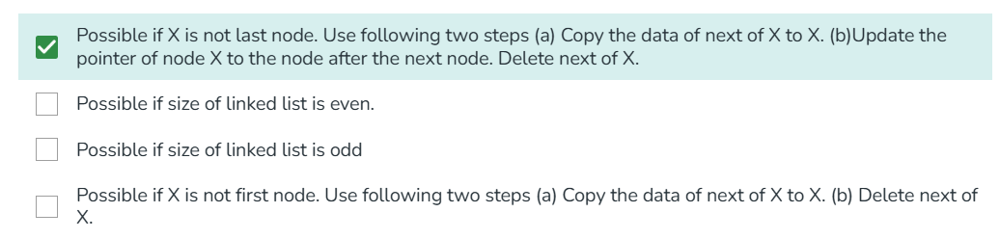 Possible if X is not last node. Use following two steps (a) Copy the data of next of X to X. (b)Update the
pointer of node X to the node after the next node. Delete next of X.
Possible if size of linked list is even.
Possible if size of linked list is odd
Possible if X is not first node. Use following two steps (a) Copy the data of next of X to X. (b) Delete next of
X.